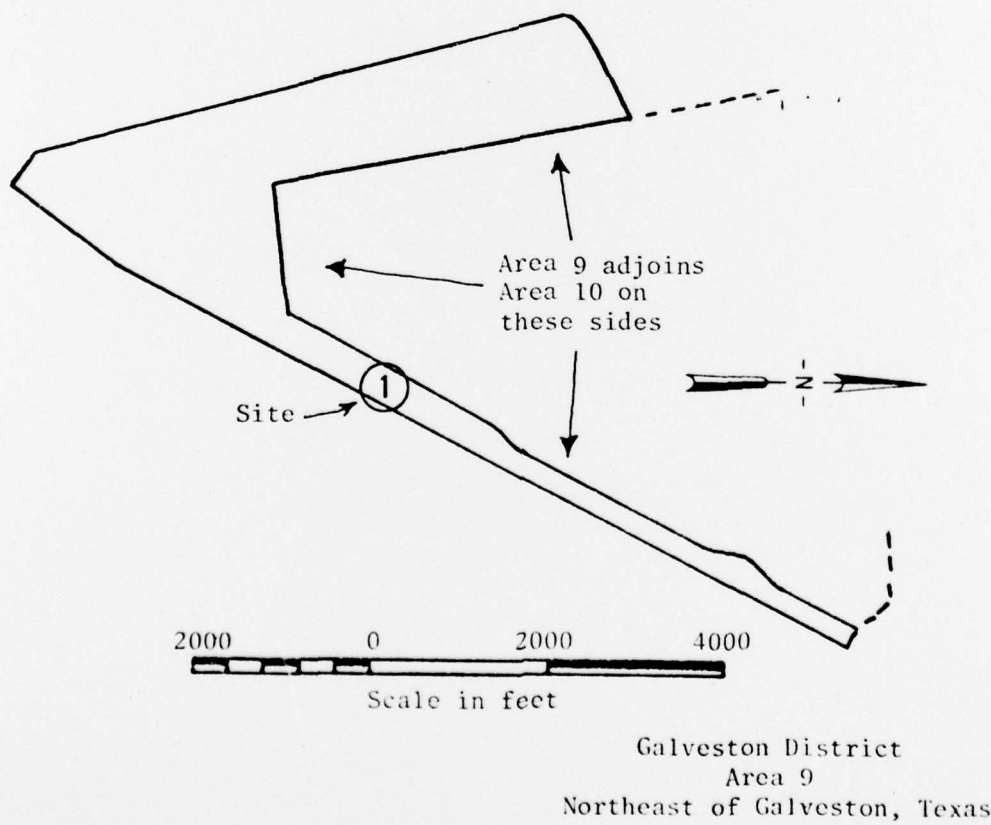 Area 9 adjoins
Area 10 on
these sides
N
1
Site
2000 0 2000 4000
Scale in feet
Galveston District
Area 9
Northeast of Galveston, Texas